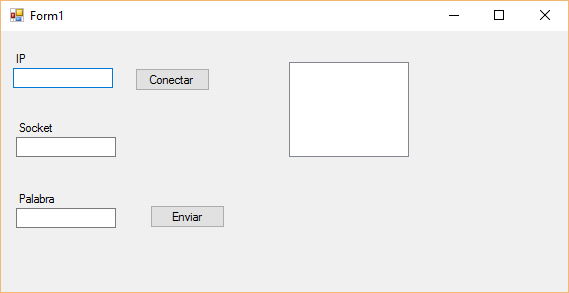 Form1
IP
Conectar
Socket
Palabra
Enviar